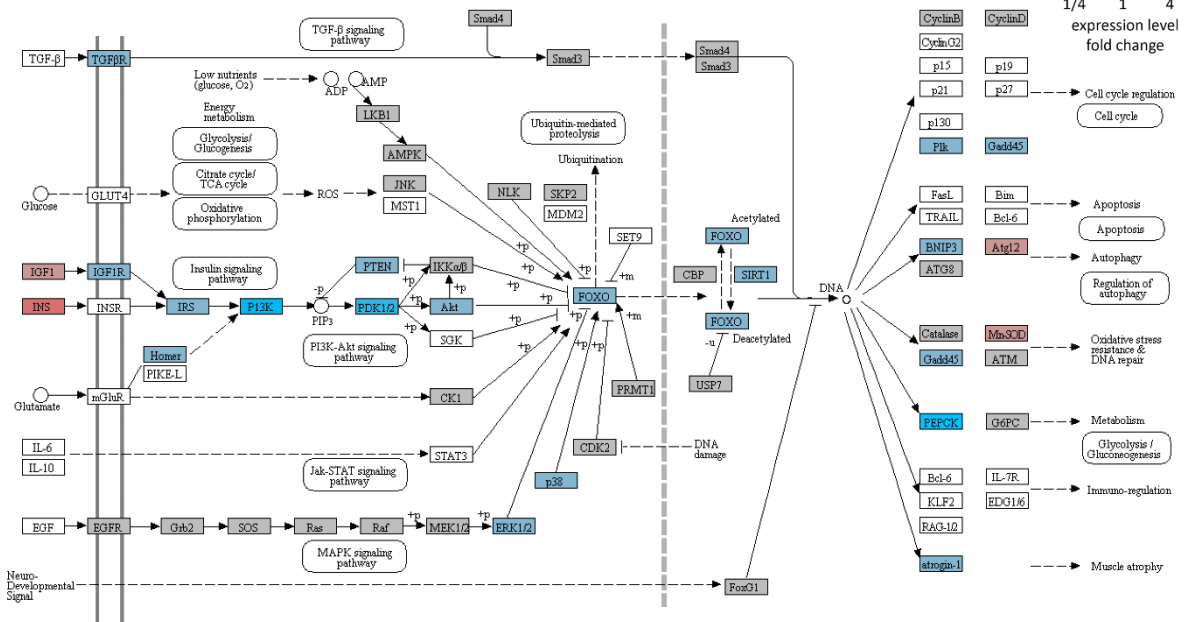 1/4 1 4
expression level
fold change
Smad4
TGF-β signaling
pathway
CyclinB CyclinD
CyclinG2
TGF-β TGFβR Smad3 Smad4
Smad3
p15 p19
p21 p27 Cell cycle regulation
Cell cycle
p130
Plk Gadd45
Low nutrients
(glucose, O2)
ADP AMP
Energy
metabolism
LKB1
Glycolysis/
Glucogenesis
Ubiquitin-mediated
proteolysis
AMPK
Ubiquitination
Citrate cycle/
TCA cycle
Oxidative
phosphorylation
Glucose GLUT4 ROS JNK
MST1
NLK SKP2
MDM2
SET9
FasL Bim Apoptosis
TRAIL Bcl-6
Apoptosis
Acetylated
FOXO
CBP SIRT1
FOXO
Deacetylated
-u
USP7
BNIP3 Atg12 Autophagy
ATG8
Regulation of
autophagy
IGF1 IGF1R
Insulin signaling
pathway
PTEN IKKα/β
+p +p +p +p +m
INS INSR IRS P13K -p PIP3 PDK1/2 +p Akt +p FOXO
DNA
+p +p +m
SGK +p
PI3K-Akt signaling
pathway
+p +p +p
Homer
PIKE-L
Catalase MnSOD Oxidative stress
resistance &
DNA repair
Gadd45 ATM
Glutamate mGluR CK1 PRMT1
PEPCK G6PC Metabolism
Glycolysis /
Gluconeogenesis
IL-6
IL-10
STAT3 CDK2 DNA
damage
Jak-STAT signaling
pathway
p38
Bcl-6 IL-7R
Immuno-regulation
KLF2 EDG1/6
RAG-1/2
EGF EGFR Grb2 SOS Ras Raf +p MEK1/2 +p ERK1/2
MAPK signaling
pathway
atrogin-1 Muscle atrophy
Neuro-
Developmental
Signal
FoxG1